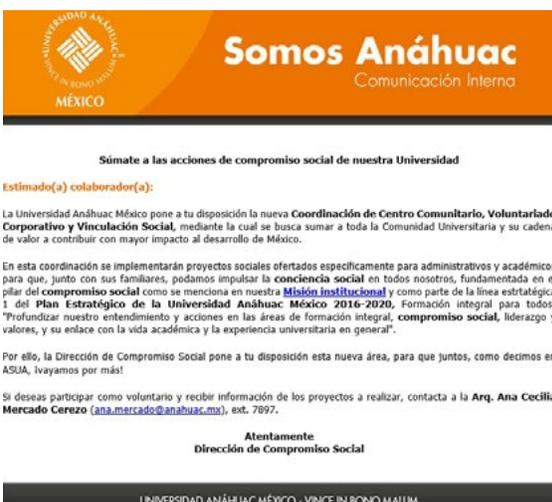 UNIVERSIDAD ANÁHUAC
VINCE IN BONO MALUM
MÉXICO
Somos Anáhuac
Comunicación Interna
Súmate a las acciones de compromiso social de nuestra Universidad
Estimado(a) colaborador(a):
La Universidad Anáhuac México pone a tu disposición la nueva Coordinación de Centro Comunitario, Voluntariado
Corporativo y Vinculación Social, mediante la cual se busca sumar a toda la Comunidad Universitaria y su cadena
de valor a contribuir con mayor impacto al desarrollo de México.
En esta coordinación se implementarán proyectos sociales ofertados específicamente para administrativos y académicos
para que, junto con sus familiares, podamos impulsar la conciencia social en todos nosotros, fundamentada en e
pilar del compromiso social como se menciona en nuestra Misión institucional y como parte de la línea estratégica
1 del Plan Estratégico de la Universidad Anáhuac México 2016-2020, Formación integral para todos
"Profundizar nuestro entendimiento y acciones en las áreas de formación integral, compromiso social, liderazgo y
valores, y su enlace con la vida académica y la experiencia universitaria en general".
Por ello, la Dirección de Compromiso Social pone a tu disposición esta nueva área, para que juntos, como decimos en
ASUA, ¡vayamos por más!
Si deseas participar como voluntario y recibir información de los proyectos a realizar, contacta a la Arq. Ana Cecilia
Mercado Cerezo (ana.mercado@anahuac.mx), ext. 7897.
Atentamente
Dirección de Compromiso Social
UNIVERSIDAD ANÁHUAC MÉXICO - VINCE IN BONO MALUM